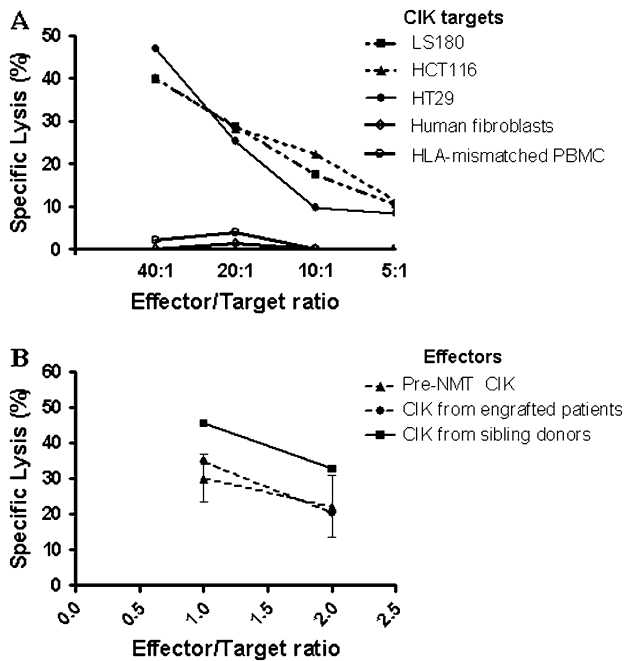 A
CIK targets
LS180
HCT116
HT29
Human fibroblasts
HLA-mismatched PBMC
Specific Lysis (%)
50
40
30
20
10
0
40:1 20:1 10:1 5:1
Effector/Target ratio
B
Effectors
Pre-NMT CIK
CIK from engrafted patients
CIK from sibling donors
Specific Lysis (%)
60
50
40
30
20
10
0
0.0 0.5 1.0 1.5 2.0 2.5
Effector/Target ratio